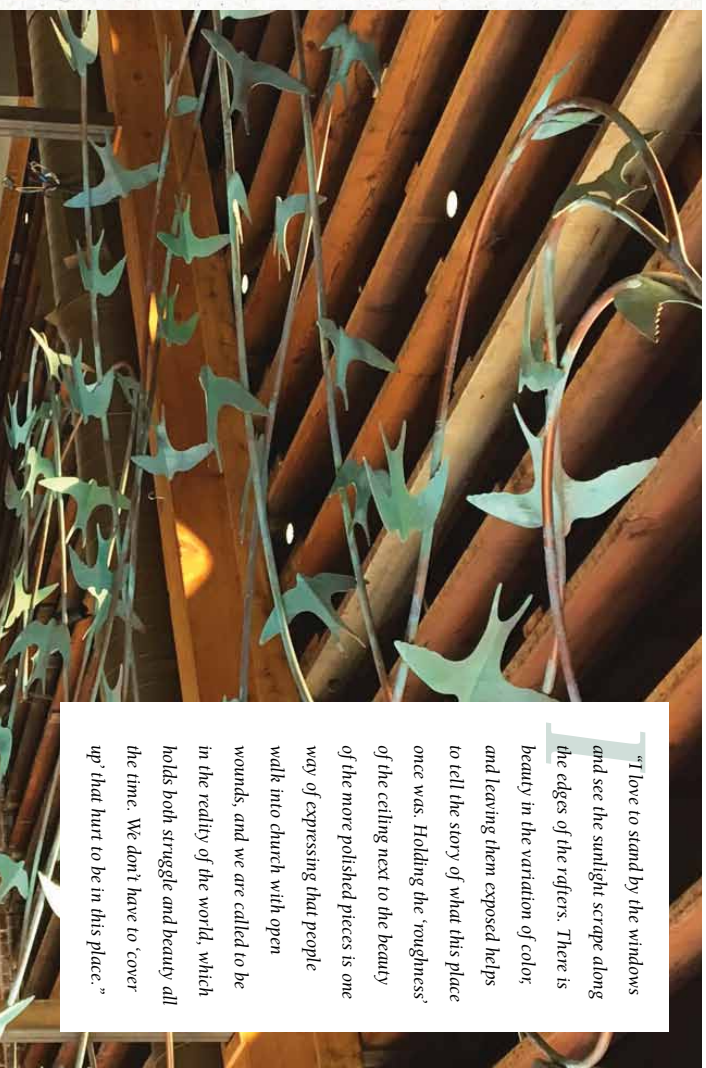 “I love to stand by the windows
and see the sunlight scrape along
the edges of the rafters. There is
beauty in the variation of color,
and leaving them exposed helps
to tell the story of what this place
once was. Holding the ‘roughness’
of the ceiling next to the beauty
of the more polished pieces is one
way of expressing that people
walk into church with open
wounds, and we are called to be
in the reality of the world, which
holds both struggle and beauty all
the time. We don’t have to ‘cover
up’ that hurt to be in this place.”